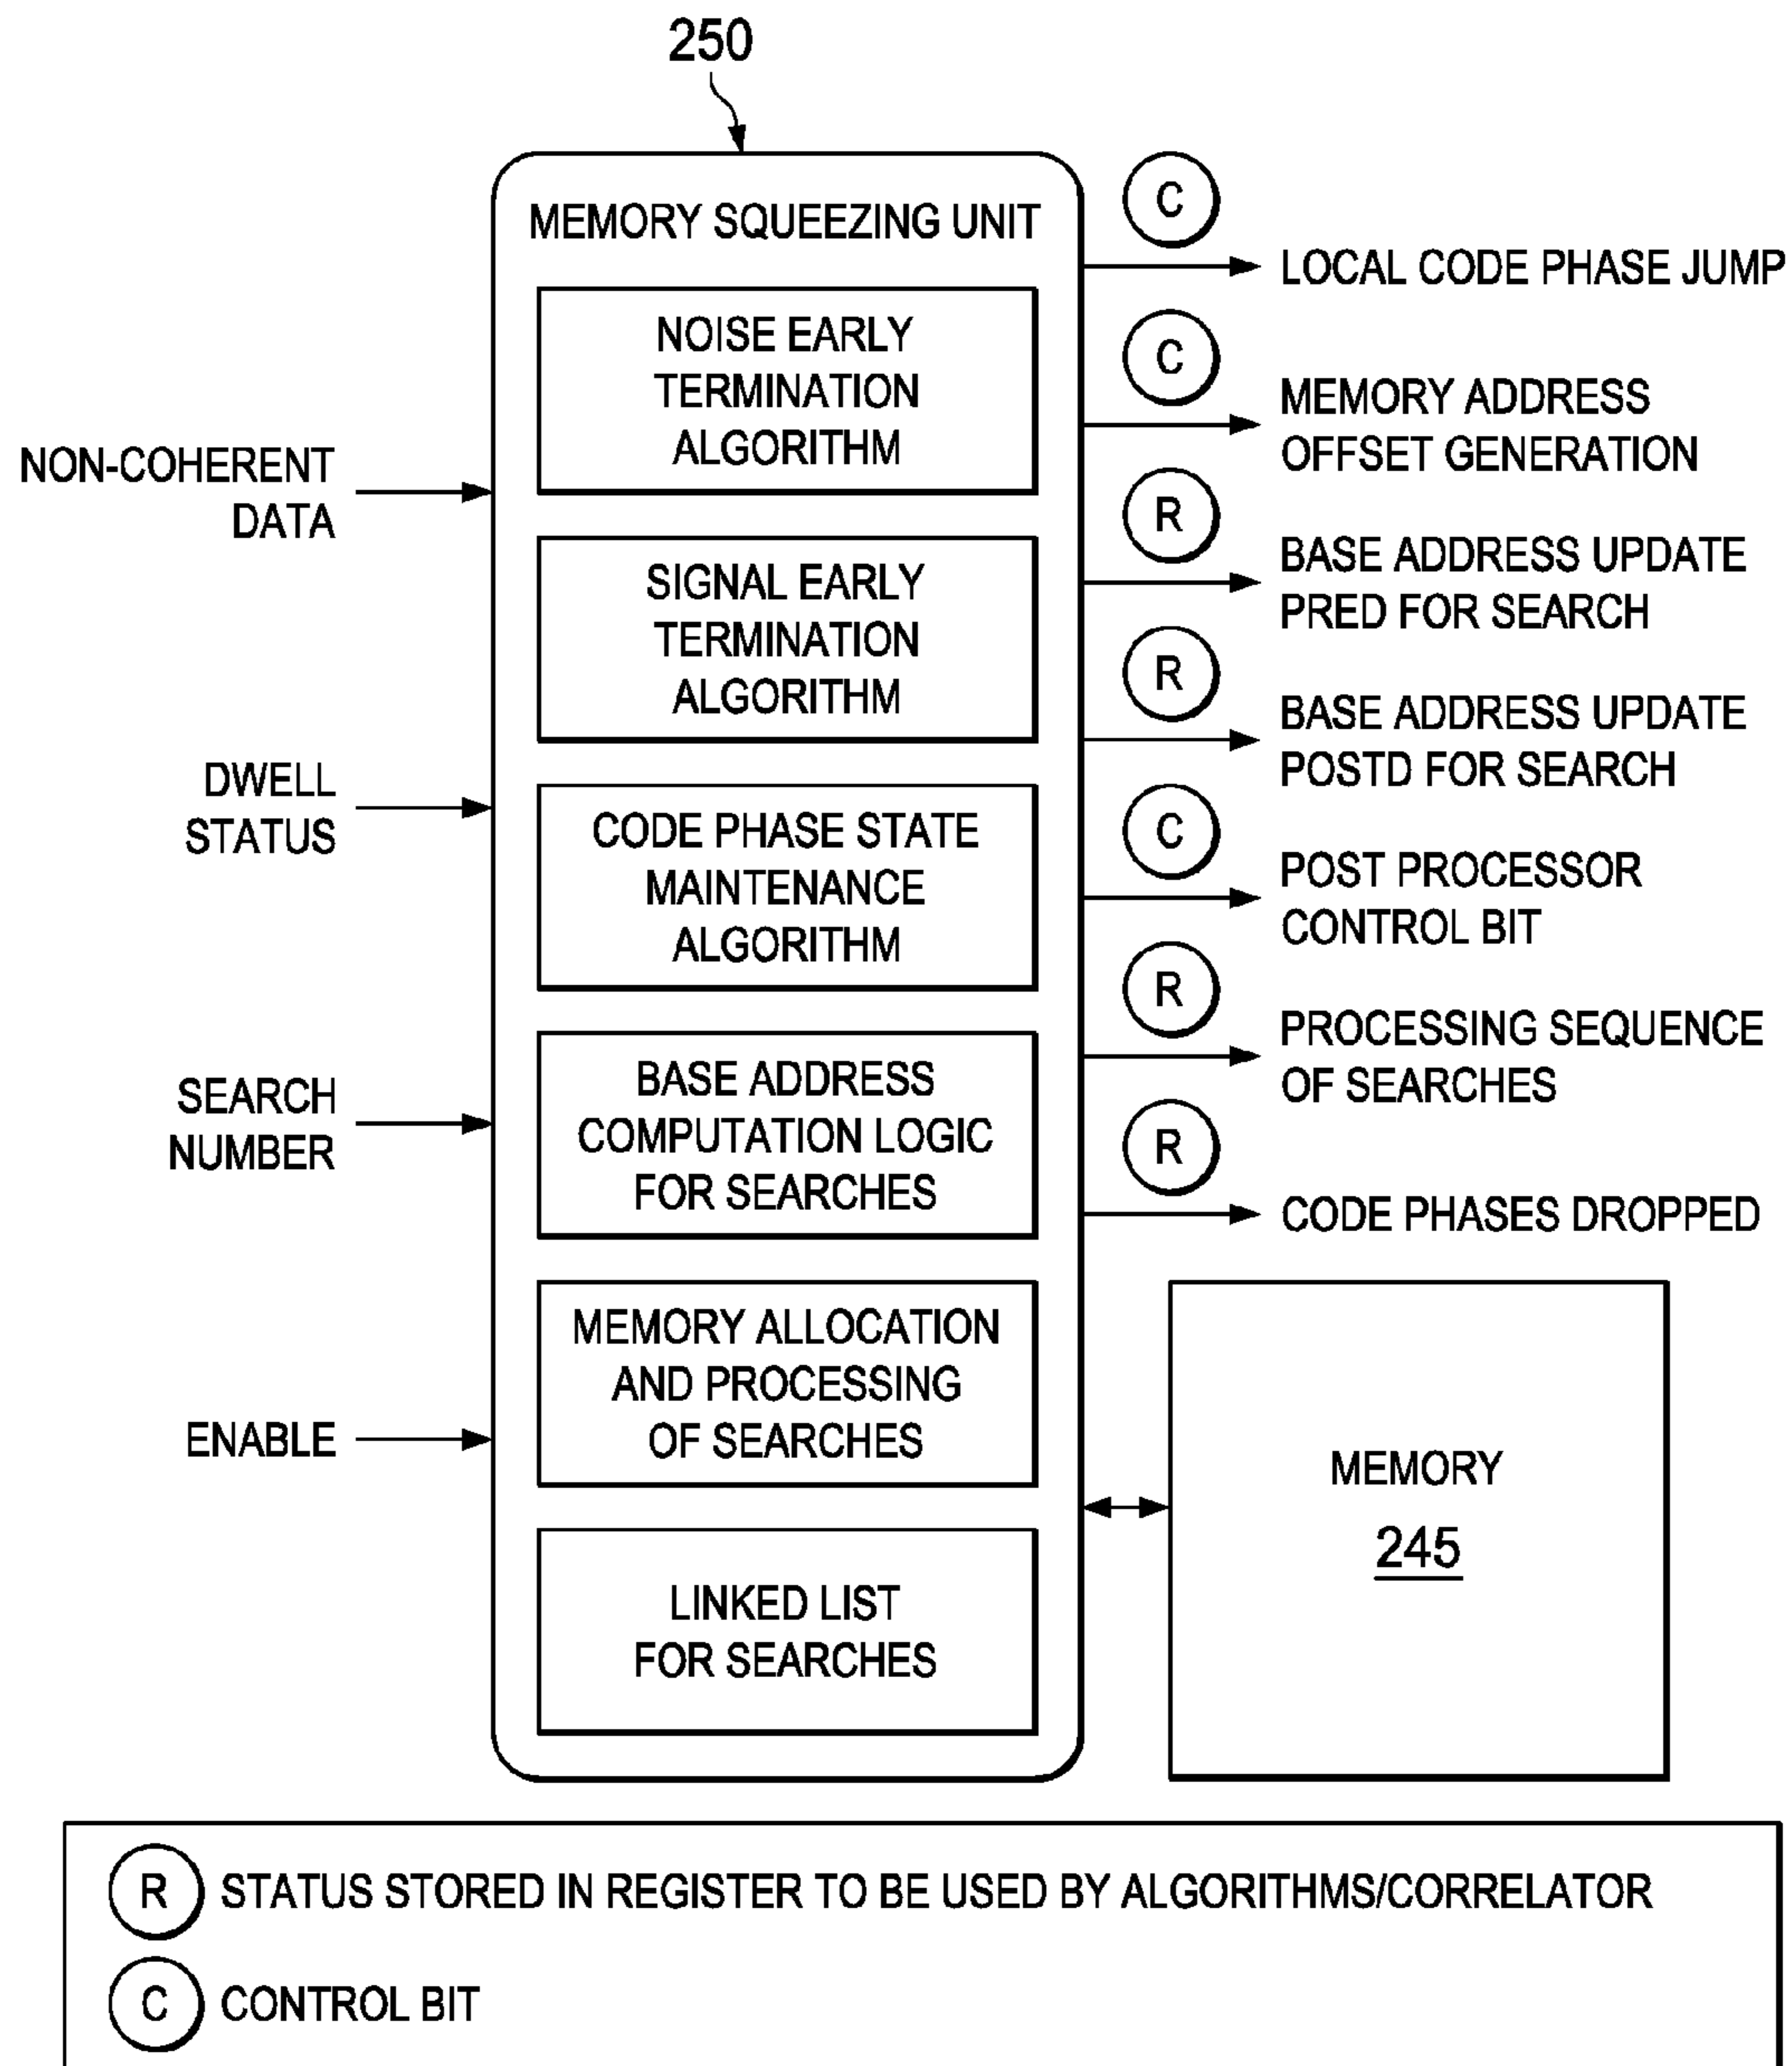 250
MEMORY SQUEEZING UNIT
NOISE EARLY
TERMINATION
ALGORITHM
SIGNAL EARLY
TERMINATION
ALGORITHM
CODE PHASE STATE
MAINTENANCE
ALGORITHM
BASE ADDRESS
COMPUTATION LOGIC
FOR SEARCHES
MEMORY ALLOCATION
AND PROCESSING
OF SEARCHES
LINKED LIST
FOR SEARCHES
NON-COHERENT
DATA
DWELL
STATUS
SEARCH
NUMBER
ENABLE
C
LOCAL CODE PHASE JUMP
C
MEMORY ADDRESS
OFFSET GENERATION
R
BASE ADDRESS UPDATE
PRED FOR SEARCH
R
BASE ADDRESS UPDATE
POSTD FOR SEARCH
C
POST PROCESSOR
CONTROL BIT
R
PROCESSING SEQUENCE
OF SEARCHES
R
CODE PHASES DROPPED
MEMORY
245
R STATUS STORED IN REGISTER TO BE USED BY ALGORITHMS/CORRELATOR
C CONTROL BIT